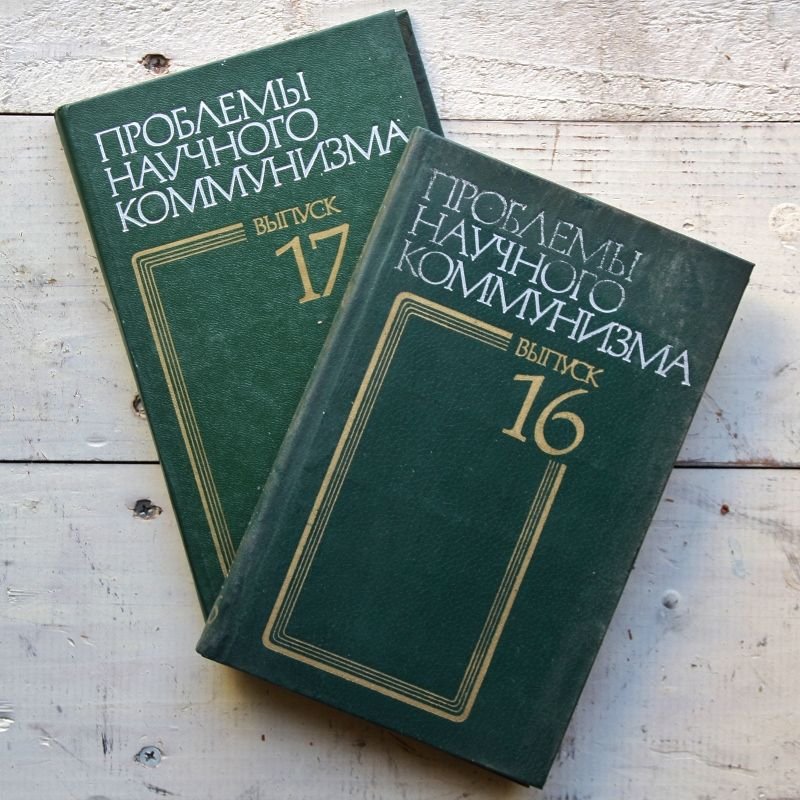 ПРОБЛЕМЫ
НАУЧНОГО
КОММУНИЗМА
ВЫПУСК
17
ПРОБЛЕМЫ
НАУЧНОГО
КОММУНИЗМА
ВЫПУСК
16